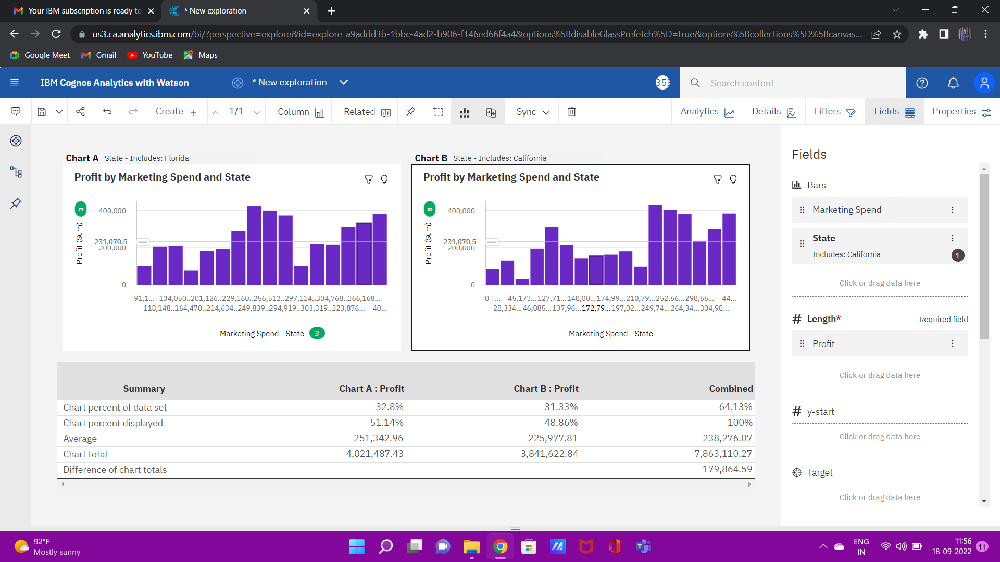 Your IBM subscription is ready to
* New exploration
us3.ca.analytics.ibm.com/bi/?perspective=explore&id=explore_a9addd3b-1bbc-4ad2-b906-f146ed66f4a4&options%5BdisableGlassPrefetch%5D=true&options%5Bcollections%5D%5Bcanvas...
Google Meet Gmail YouTube Maps
IBM Cognos Analytics with Watson * New exploration 353 Search content
Create + 1/1 Column Related Sync Analytics Details Filters Fields Properties
Chart A State - Includes: Florida
Profit by Marketing Spend and State
3
Profit (Sum)
400,000
231,070.5
200,000
0
91,1... 134,050...201,126...229,160...256,512...297,114...304,768...366,168...
118,148...164,470...214,634...249,839...294,919...303,319...323,876... 40...
Marketing Spend - State 3
Chart B State - Includes: California
Profit by Marketing Spend and State
5
Profit (Sum)
400,000
231,070.5
200,000
0
0 | ... 45,173...127,71...148,00...174,99...210,79...252,66...298,66... 44...
28,334...46,085...137,96...172,79...197,02...249,74...264,34...304,98...
Marketing Spend - State
Summary Chart A : Profit Chart B : Profit Combined
Chart percent of data set 32.8% 31.33% 64.13%
Chart percent displayed 51.14% 48.86% 100%
Average 251,342.96 225,977.81 238,276.07
Chart total 4,021,487.43 3,841,622.84 7,863,110.27
Difference of chart totals 179,864.59
Fields
Bars
Marketing Spend
State
Includes: California 1
Click or drag data here
# Length* Required field
Profit
Click or drag data here
# y-start
Click or drag data here
Target
Click or drag data here
92°F
Mostly sunny
ENG
IN
11:56
18-09-2022
11